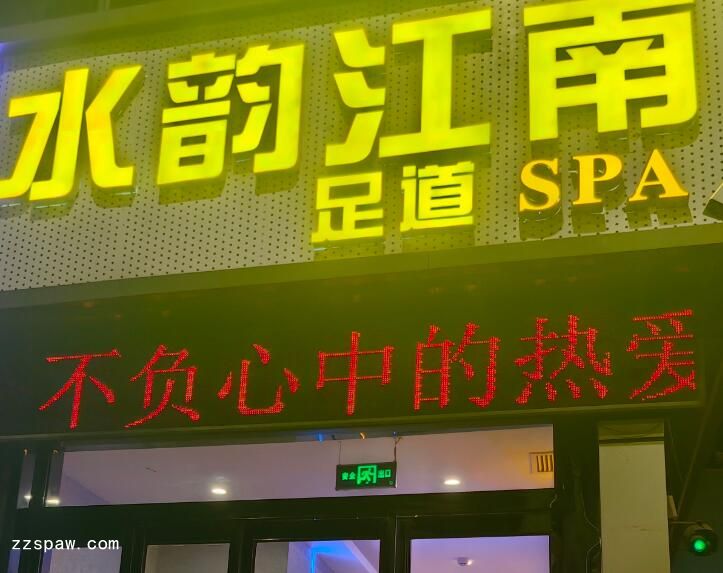 水韵江南
足道 SPA
不负心中的热爱
安全出口
zzspaw.com